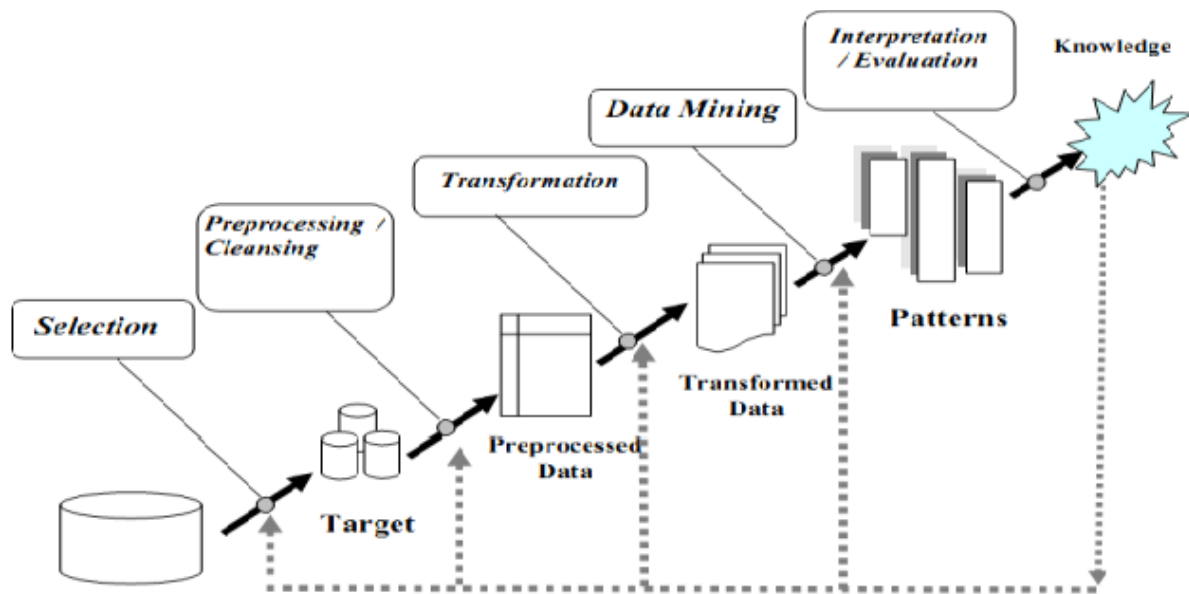 Interpretation
/ Evaluation
Knowledge
Data Mining
Transformation
Preprocessing /
Cleansing
Selection
Patterns
Transformed
Data
Preprocessed
Data
Target